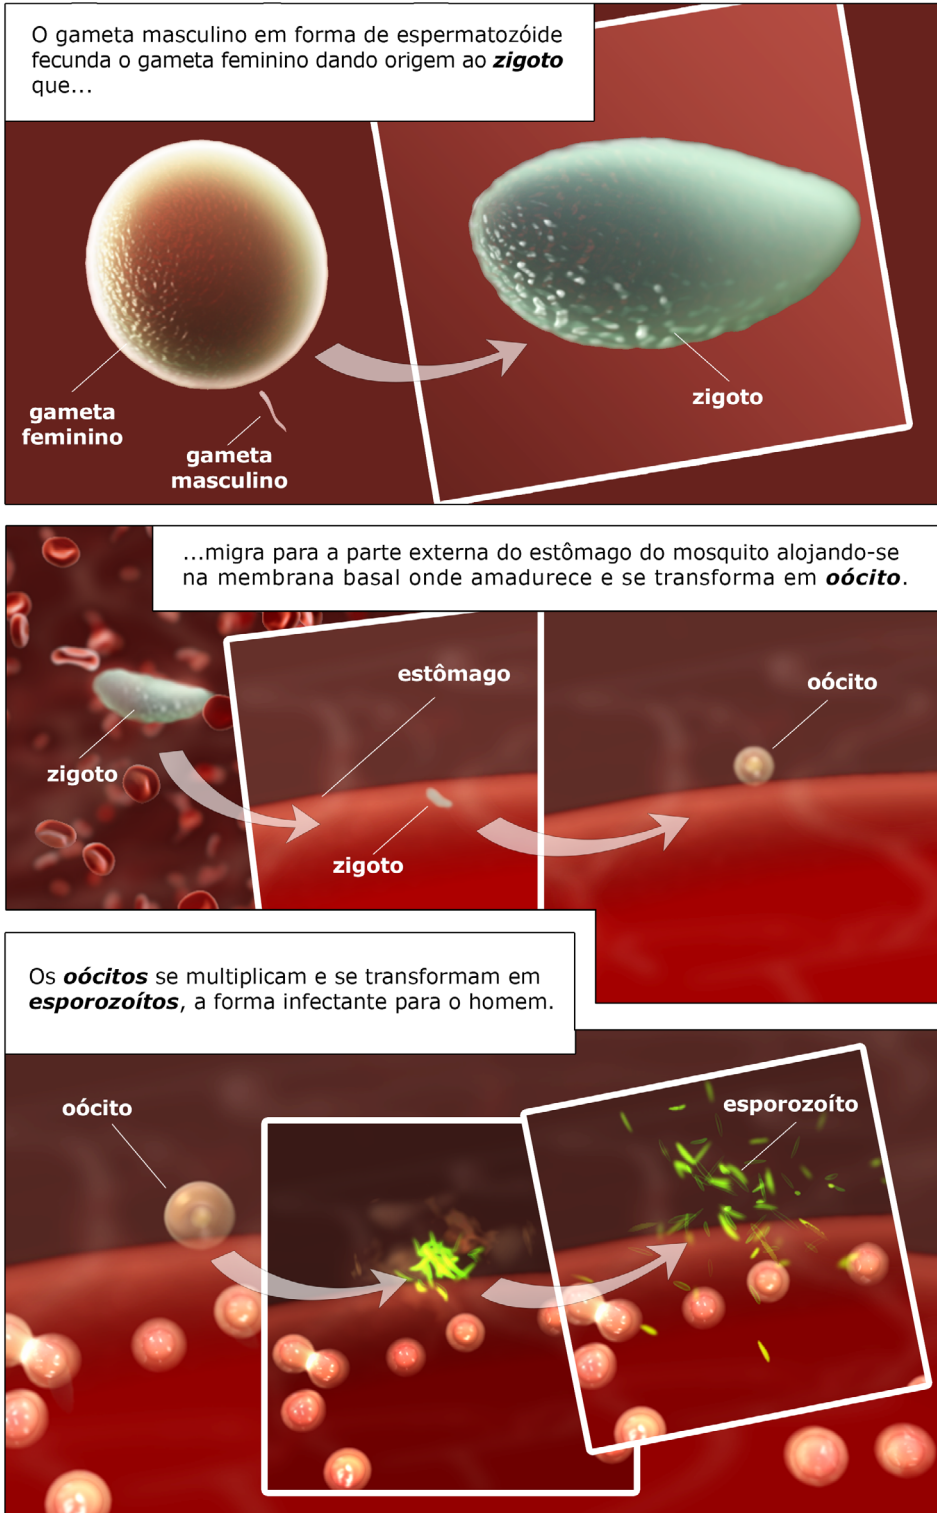 O gameta masculino em forma de espermatozóide
fecunda o gameta feminino dando origem ao zigoto
que...
gameta
feminino
gameta
masculino
zigoto
...migra para a parte externa do estômago do mosquito alojando-se
na membrana basal onde amadurece e se transforma em oócito.
zigoto
estômago
zigoto
oócito
Os oócitos se multiplicam e se transformam em
esporozoítos, a forma infectante para o homem.
oócito
esporozoíto